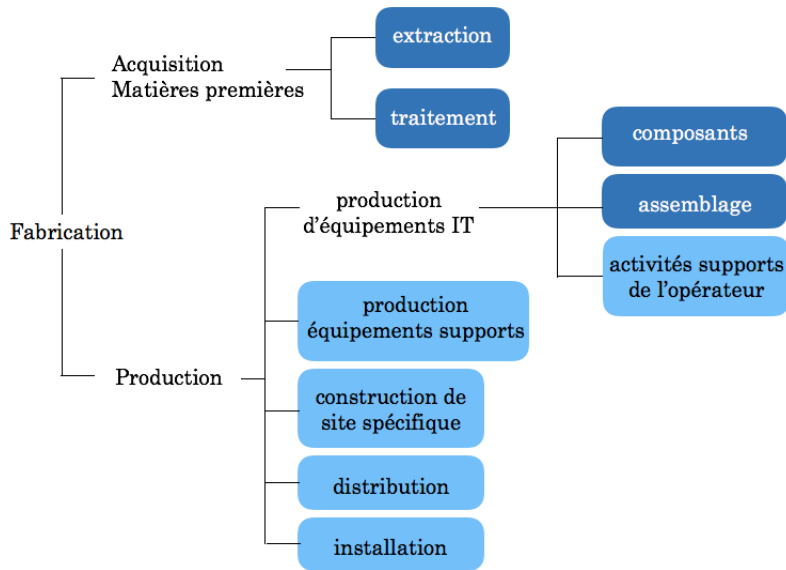 Fabrication
Acquisition
Matières premières
extraction
traitement
Production
production
d'équipements IT
composants
assemblage
activités supports
de l'opérateur
production
équipements supports
construction de
site spécifique
distribution
installation